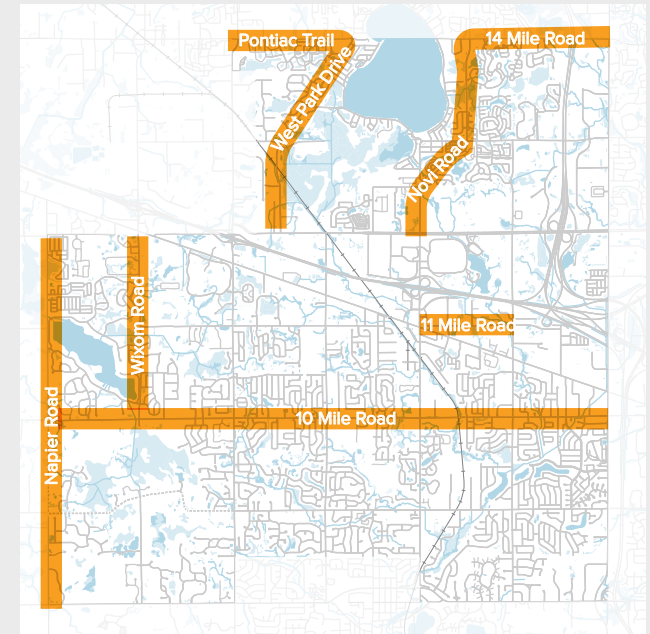 Pontiac Trail
14 Mile Road
West Park Drive
Novi Road
11 Mile Road
Wixom Road
10 Mile Road
Napier Road